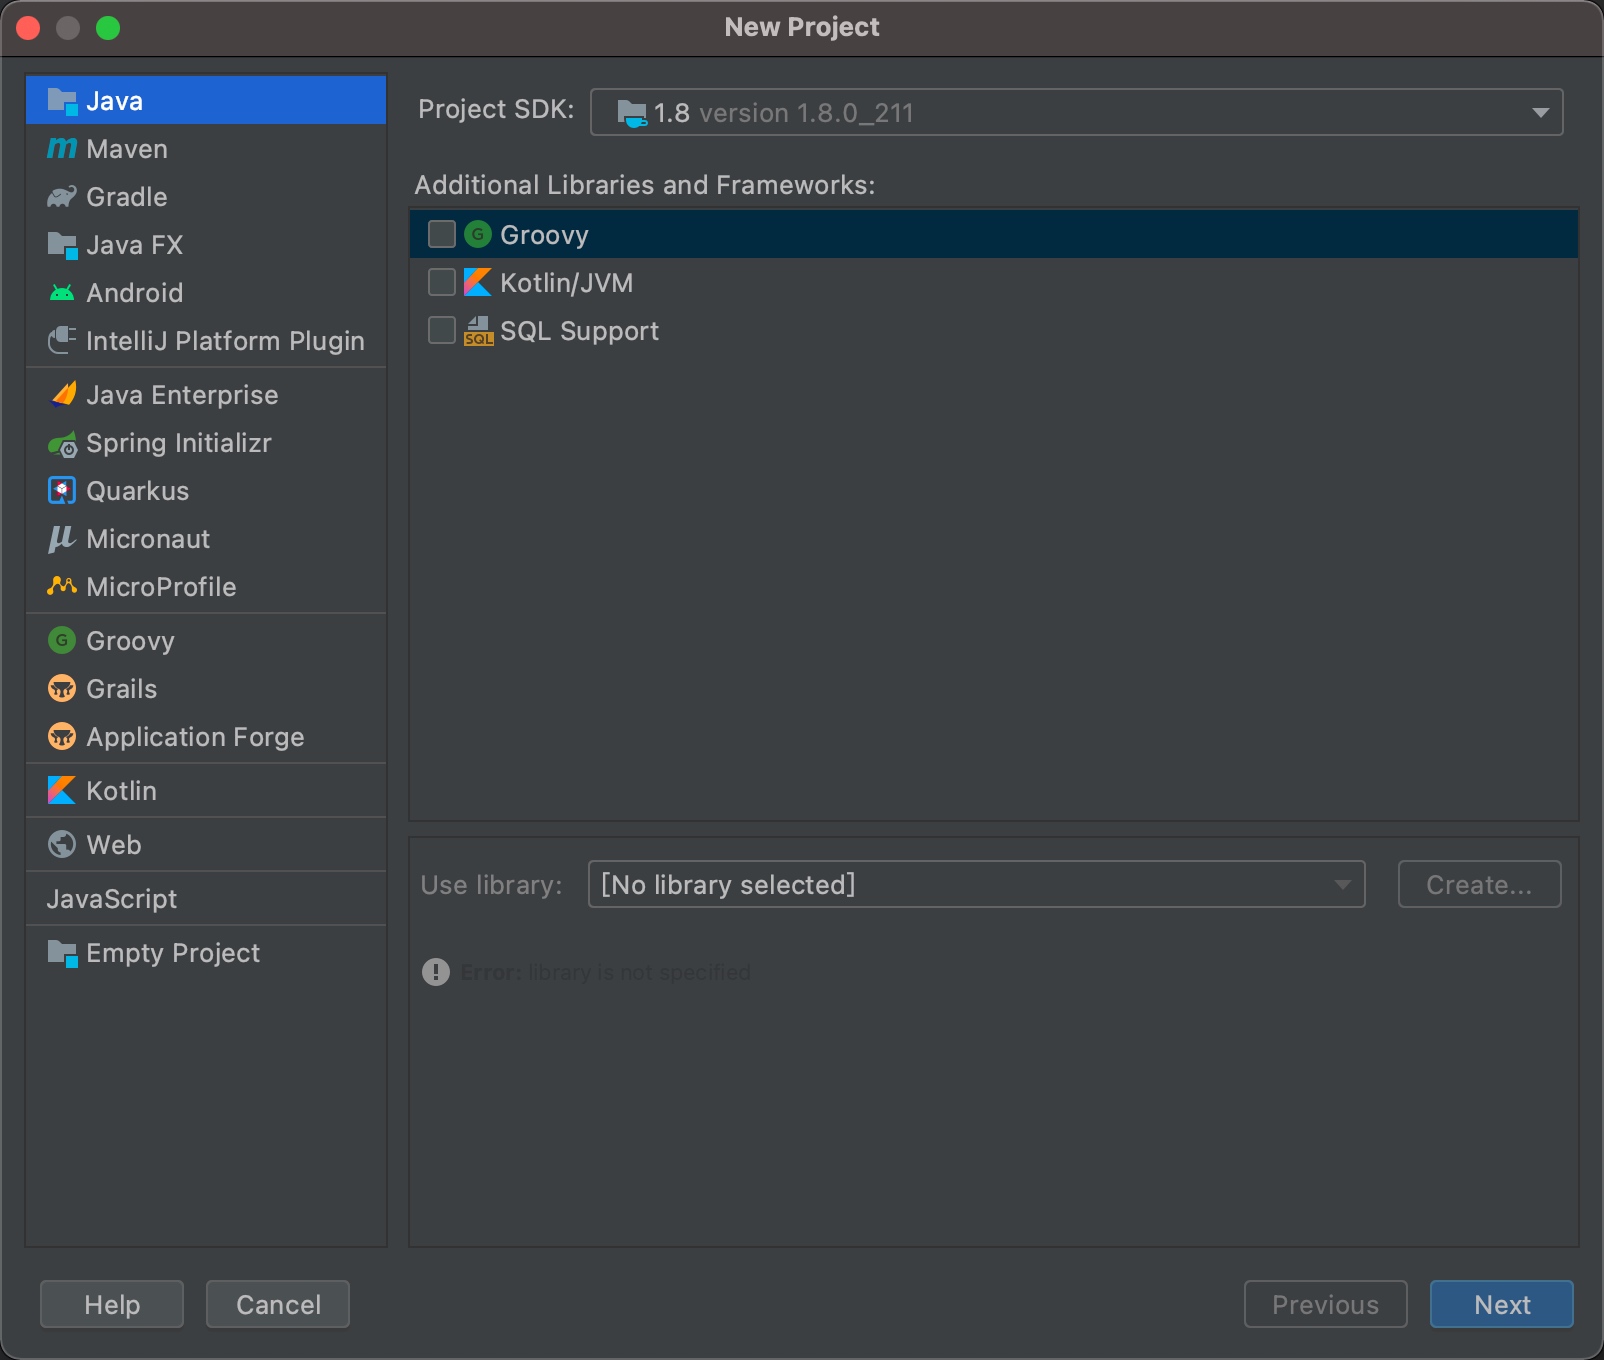 New Project
Java
Maven
Gradle
Java FX
Android
IntelliJ Platform Plugin
Java Enterprise
Spring Initializr
Quarkus
Micronaut
MicroProfile
Groovy
Grails
Application Forge
Kotlin
Web
JavaScript
Empty Project
Project SDK: 1.8 version 1.8.0_211
Additional Libraries and Frameworks:
G Groovy
Kotlin/JVM
SQL SQL Support
Use library: [No library selected] Create...
Error: library is not specified
Help Cancel Previous Next